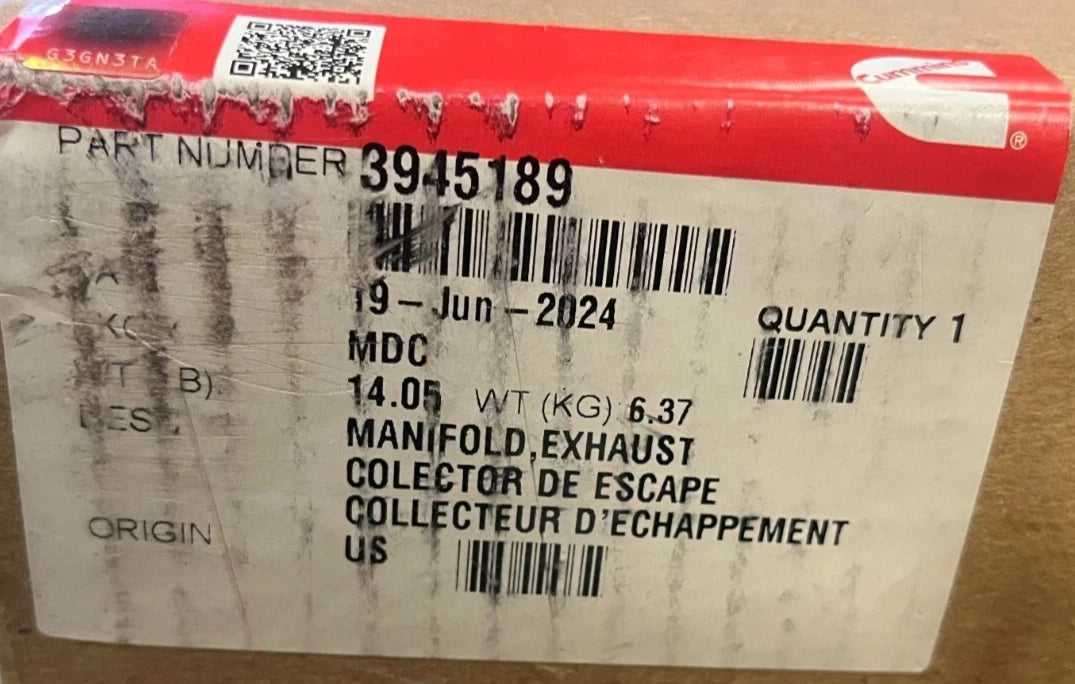 G3GN3TA
Cummins
®
PART NUMBER 3945189
19-Jun-2024
QUANTITY 1
MDC
14.05 WT (KG) 6.37
MANIFOLD,EXHAUST
COLECTOR DE ESCAPE
COLLECTEUR D'ECHAPPEMENT
ORIGIN US